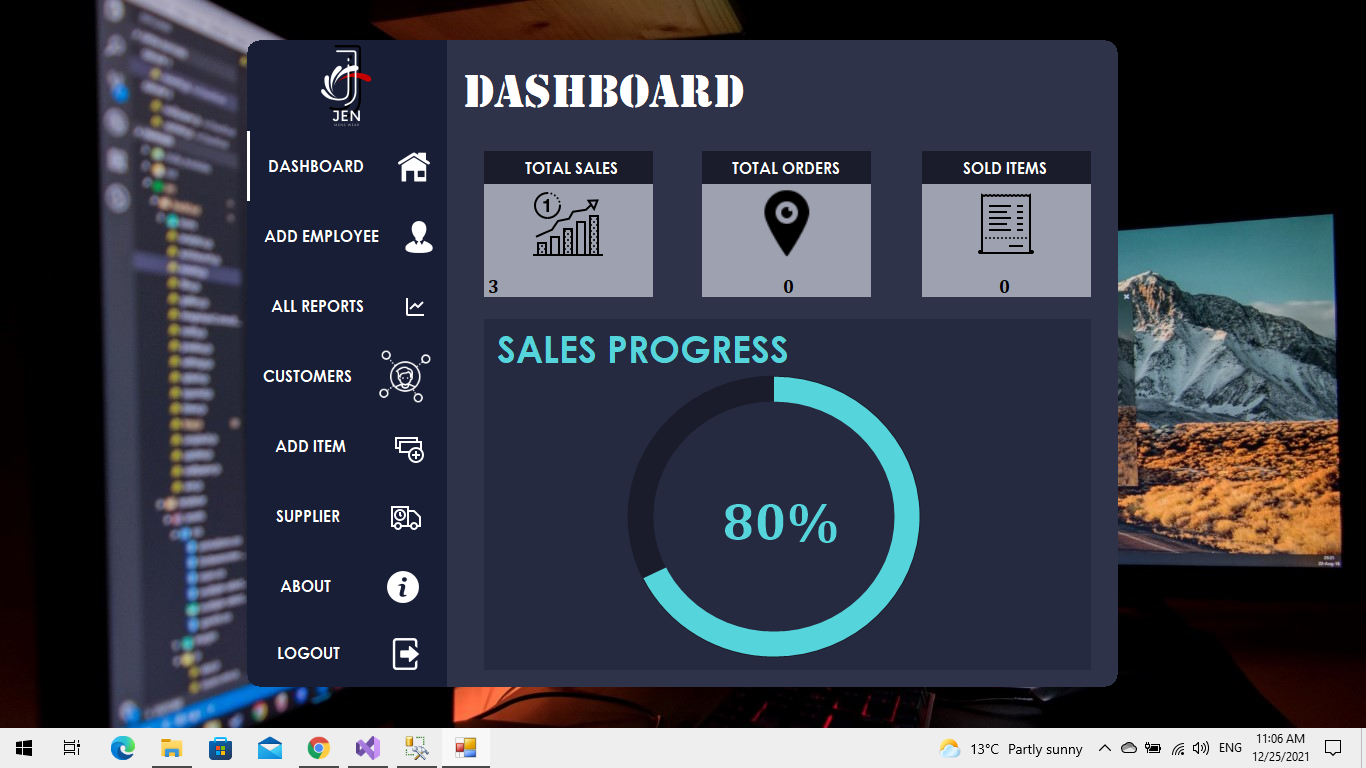 JEN
DASHBOARD
DASHBOARD
ADD EMPLOYEE
ALL REPORTS
CUSTOMERS
ADD ITEM
SUPPLIER
ABOUT
LOGOUT
TOTAL SALES
1
3
TOTAL ORDERS
0
SOLD ITEMS
0
SALES PROGRESS
80%
13°C Partly sunny
ENG
11:06 AM
12/25/2021